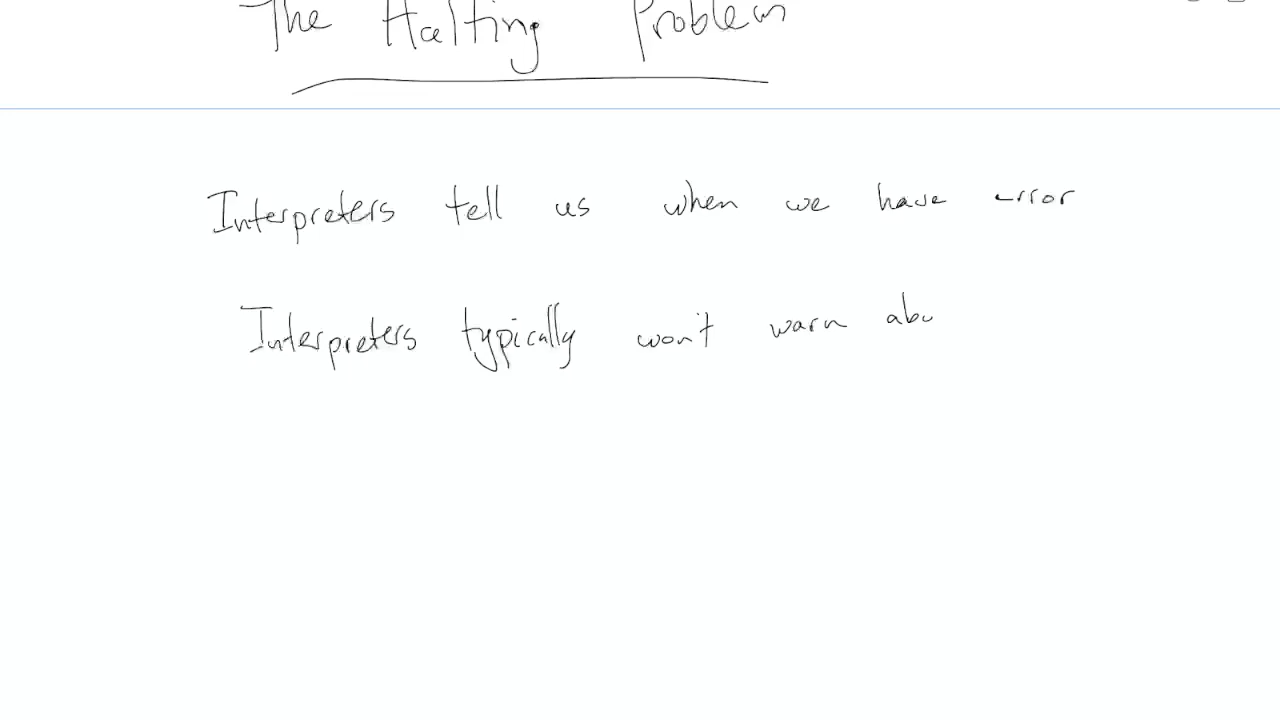 The Halting Problem
Interpreters tell us when we have error
Interpreters typically won't warn abo